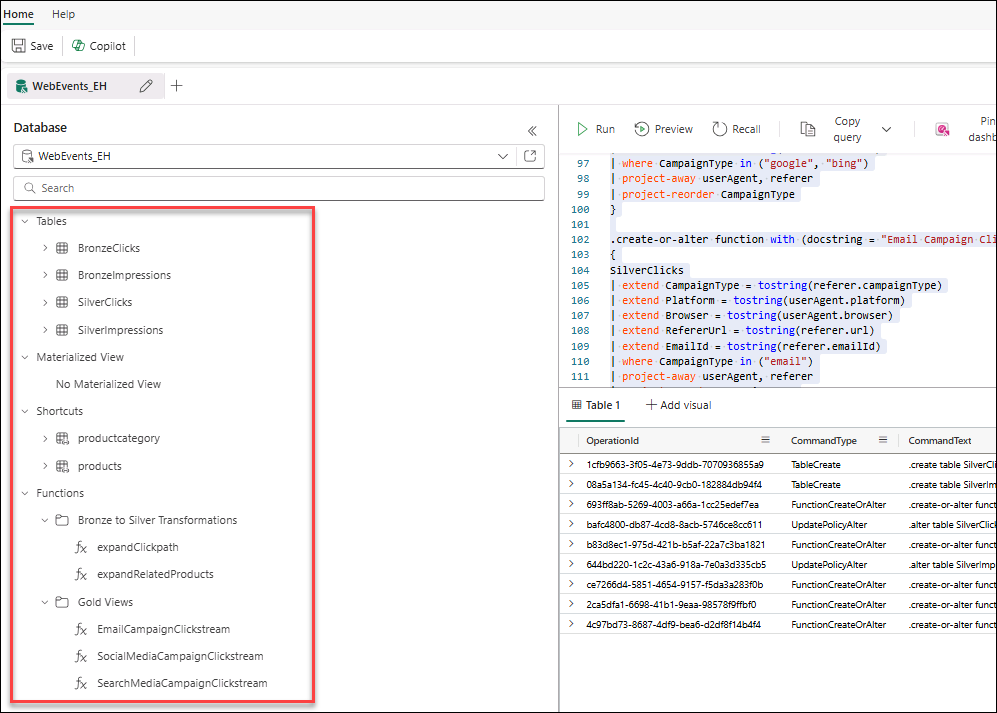 Home Help
Save Copilot
WebEvents_EH
Database
WebEvents_EH
Search
Tables
BronzeClicks
BronzeImpressions
SilverClicks
SilverImpressions
Materialized View
No Materialized View
Shortcuts
productcategory
products
Functions
Bronze to Silver Transformations
expandClickpath
expandRelatedProducts
Gold Views
EmailCampaignClickstream
SocialMediaCampaignClickstream
SearchMediaCampaignClickstream
Run Preview Recall Copy query Pin dashb
97 | where CampaignType in ("google", "bing")
98 | project-away userAgent, referer
99 | project-reorder CampaignType
100 }
101
102 .create-or-alter function with (docstring = "Email Campaign Cli
103 {
104 SilverClicks
105 | extend CampaignType = tostring(referer.campaignType)
106 | extend Platform = tostring(userAgent.platform)
107 | extend Browser = tostring(userAgent.browser)
108 | extend RefererUrl = tostring(referer.url)
109 | extend EmailId = tostring(referer.emailId)
110 | where CampaignType in ("email")
111 | project-away userAgent, referer
Table 1 Add visual
OperationId CommandType CommandText
1cfb9663-3f05-4e73-9ddb-7070936855a9 TableCreate .create table SilverCli
08a5a134-fc45-4c40-9cb0-182884db94f4 TableCreate .create table SilverIm
693ff8ab-5269-4003-a66a-1cc25edef7ea FunctionCreateOrAlter .create-or-alter func
bafc4800-db87-4cd8-8acb-5746ce8cc611 UpdatePolicyAlter .alter table SilverClick
b83d8ec1-975d-421b-b5af-22a7c3ba1821 FunctionCreateOrAlter .create-or-alter func
644bd220-1c2c-43a6-918a-7e0a3d335cb5 UpdatePolicyAlter .alter table SilverImp
ce7266d4-5851-4654-9157-f5da3a283f0b FunctionCreateOrAlter .create-or-alter func
2ca5dfa1-6698-41b1-9eaa-98578f9ffbf0 FunctionCreateOrAlter .create-or-alter func
4c97bd73-8687-4df9-bea6-d2df8f14b4f4 FunctionCreateOrAlter .create-or-alter func